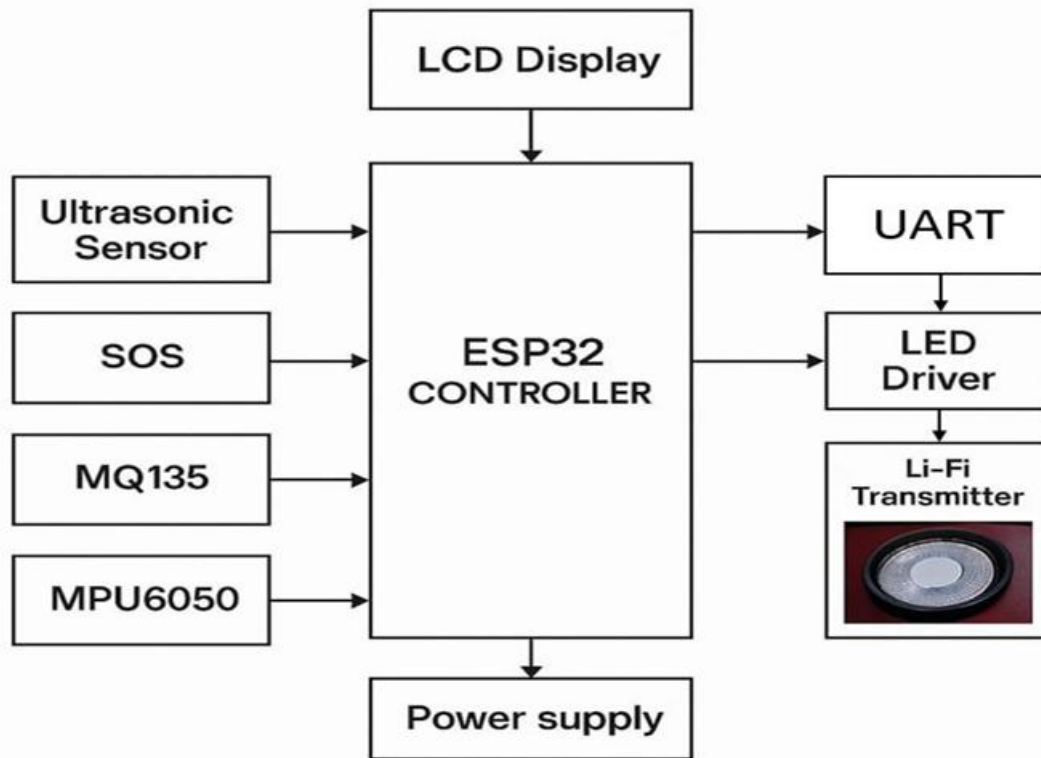 LCD Display
Ultrasonic
Sensor
SOS
MQ135
MPU6050
ESP32
CONTROLLER
UART
LED
Driver
Li-Fi
Transmitter
Power supply